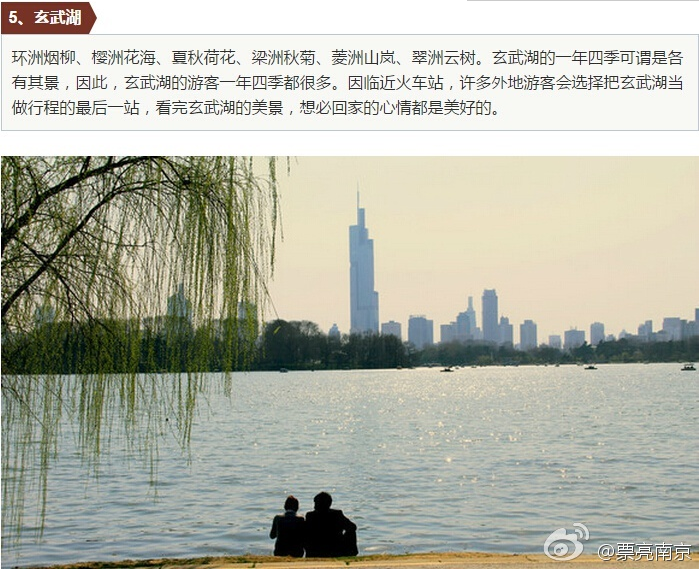 5、玄武湖
环洲烟柳、樱洲花海、夏秋荷花、梁洲秋菊、菱洲山岚、翠洲云树。玄武湖的一年四季可谓是各
有其景，因此，玄武湖的游客一年四季都很多。因临近火车站，许多外地游客会选择把玄武湖当
做行程的最后一站，看完玄武湖的美景，想必回家的心情都是美好的。
@票亮南京